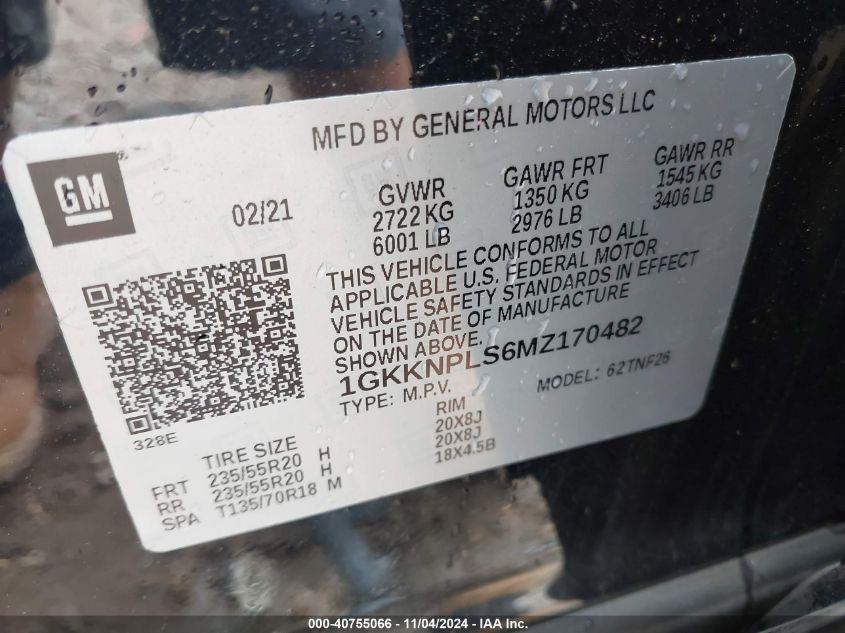 MFD BY GENERAL MOTORS LLC
GM
02/21
GVWR
2722 KG
6001 LB
GAWR FRT
1350 KG
2976 LB
GAWR RR
1545 KG
3406 LB
THIS VEHICLE CONFORMS TO ALL
APPLICABLE U.S. FEDERAL MOTOR
VEHICLE SAFETY STANDARDS IN EFFECT
ON THE DATE OF MANUFACTURE
SHOWN ABOVE.
1GKKNPLS6MZ170482
TYPE: M.P.V.
MODEL: 62TNF26
328E
TIRE SIZE RIM
FRT 235/55R20 H 20X8J
RR 235/55R20 H 20X8J
SPA T135/70R18 M 18X4.5B
000-40755066 - 11/04/2024 - IAA Inc.